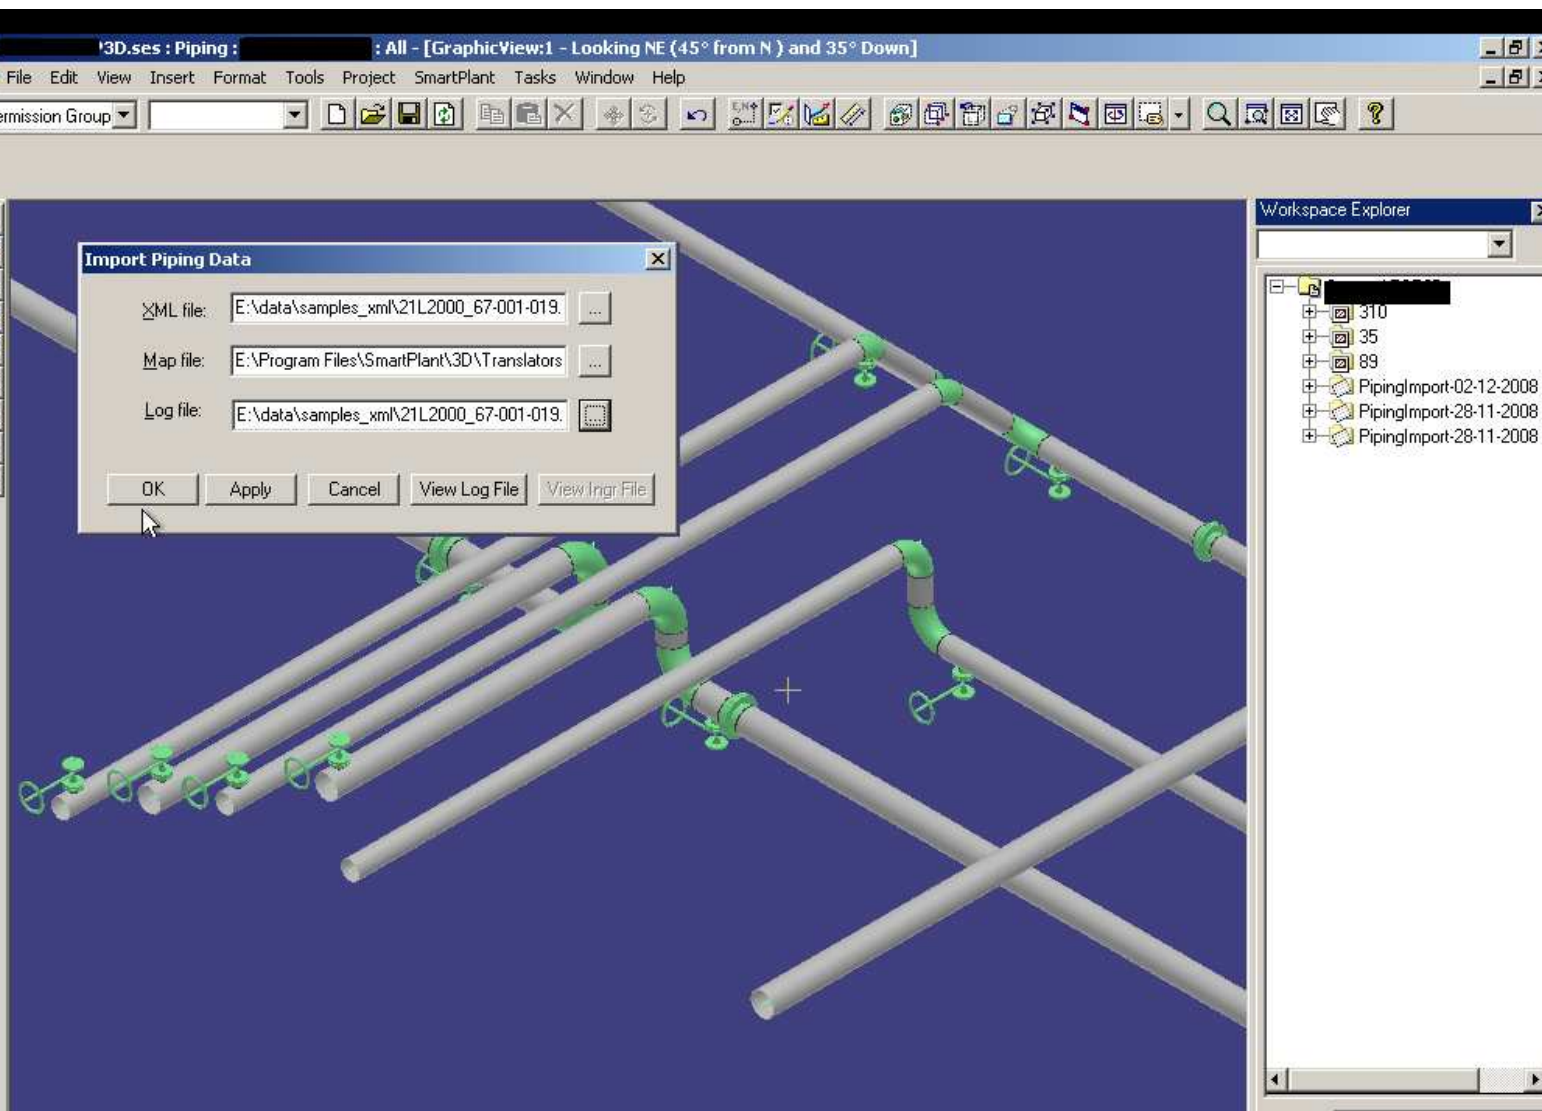 3D.ses : Piping : : All - [GraphicView:1 - Looking NE (45° from N ) and 35° Down]
File Edit View Insert Format Tools Project SmartPlant Tasks Window Help
ermission Group
Workspace Explorer
Import Piping Data
XML file: E:\data\samples_xml\21L2000_67-001-019. ...
Map file: E:\Program Files\SmartPlant\3D\Translators ...
Log file: E:\data\samples_xml\21L2000_67-001-019. ...
OK Apply Cancel View Log File View Ingr File
310
35
89
PipingImport-02-12-2008
PipingImport-28-11-2008
PipingImport-28-11-2008